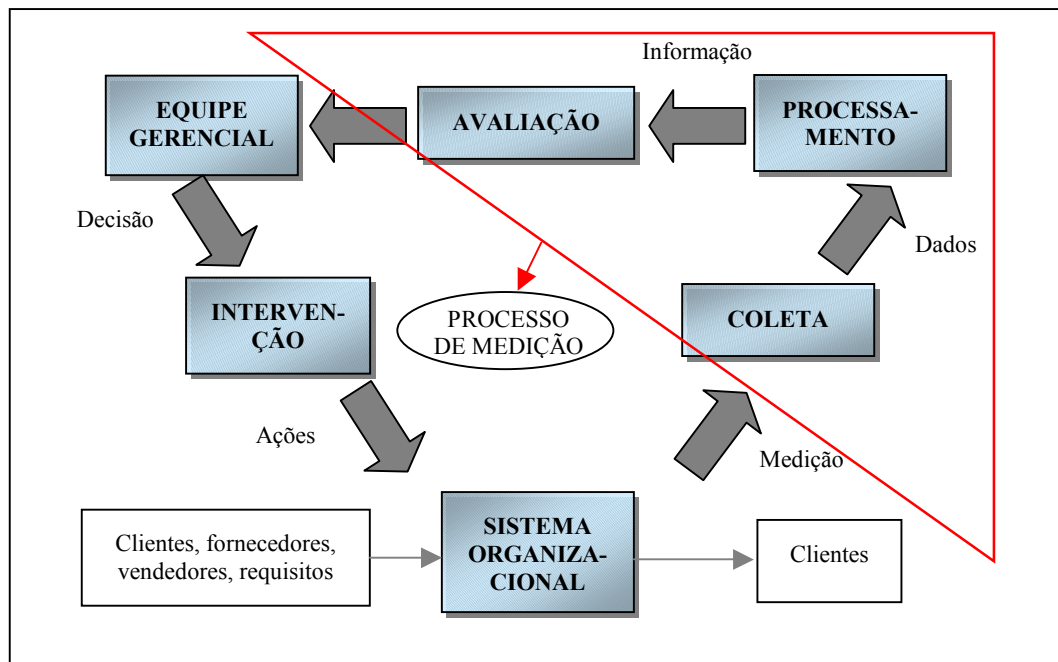 Informação
EQUIPE
GERENCIAL
AVALIAÇÃO
PROCESSA-
MENTO
Decisão
Dados
INTERVEN-
ÇÃO
PROCESSO
DE MEDIÇÃO
COLETA
Ações
Medição
Clientes, fornecedores,
vendedores, requisitos
SISTEMA
ORGANIZA-
CIONAL
Clientes